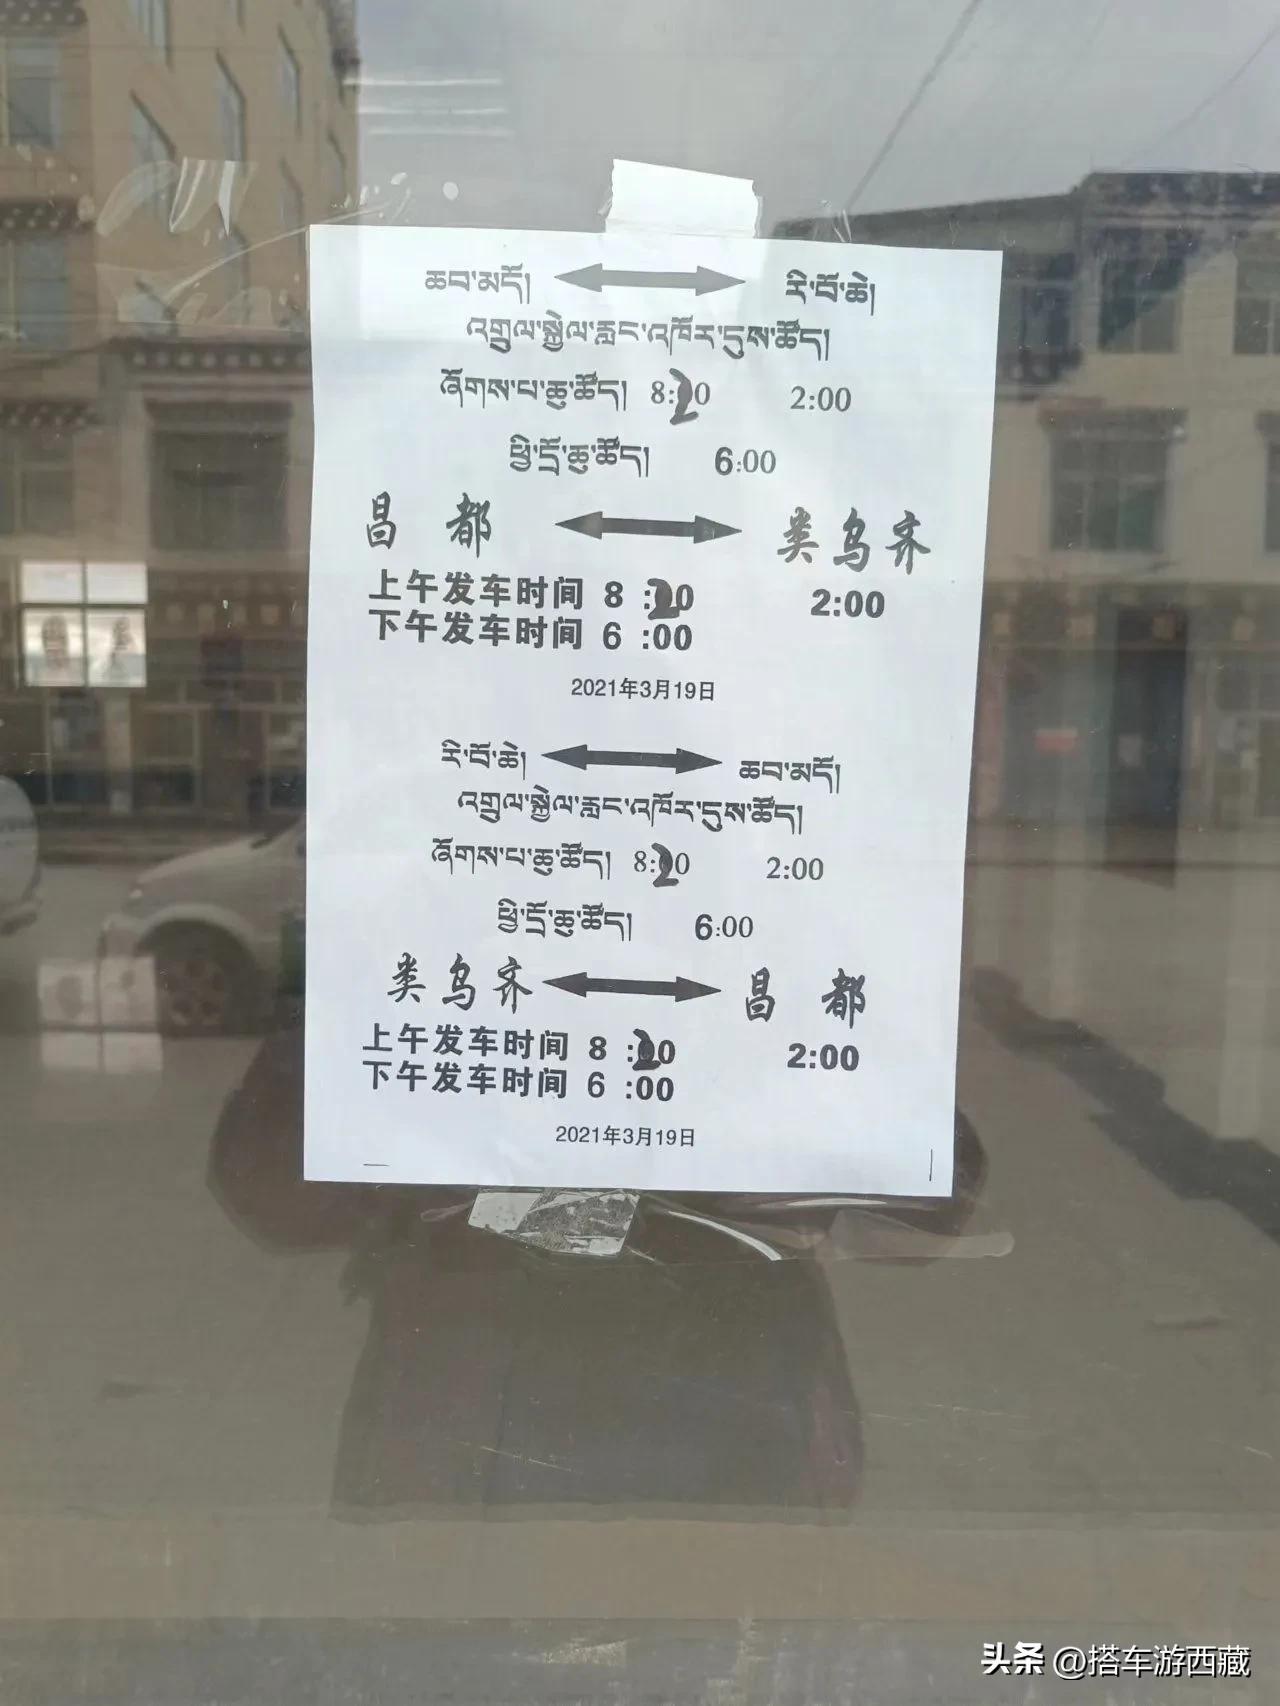 ཆབ་མདོ། རི་བོ་ཆེ།
འགྲུལ་སྐྱེལ་རླངས་འཁོར་དུས་ཚོད།
ཞོགས་པ་ཆུ་ཚོད། 8:20 2:00
ཕྱི་དྲོ་ཆུ་ཚོད། 6:00
昌 都 类乌齐
上午发车时间 8 :20 2:00
下午发车时间 6 :00
2021年3月19日
རི་བོ་ཆེ། ཆབ་མདོ།
འགྲུལ་སྐྱེལ་རླངས་འཁོར་དུས་ཚོད།
ཞོགས་པ་ཆུ་ཚོད། 8:20 2:00
ཕྱི་དྲོ་ཆུ་ཚོད། 6:00
类乌齐 昌 都
上午发车时间 8 :20 2:00
下午发车时间 6 :00
2021年3月19日
头条 @搭车游西藏